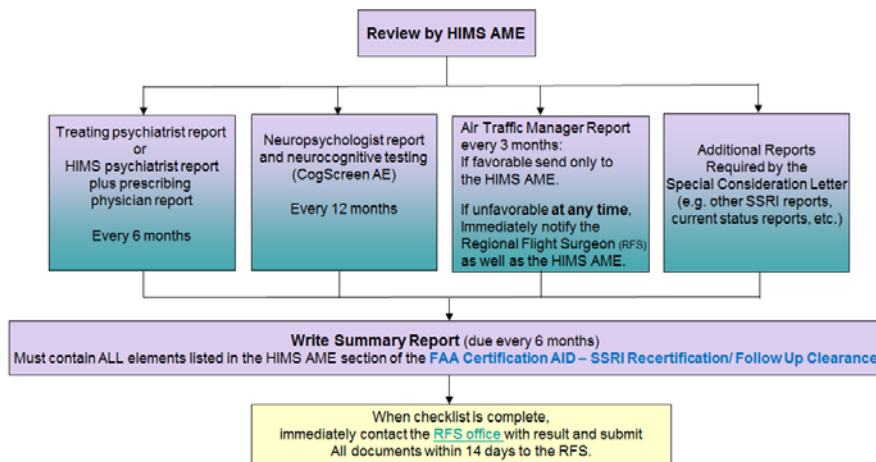 Review by HIMS AME
Treating psychiatrist report
or
HIMS psychiatrist report
plus prescribing
physician report
Every 6 months
Neuropsychologist report
and neurocognitive testing
(CogScreen AE)
Every 12 months
Air Traffic Manager Report
every 3 months:
If favorable send only to
the HIMS AME.
If unfavorable at any time,
Immediately notify the
Regional Flight Surgeon (RFS)
as well as the HIMS AME.
Additional Reports
Required by the
Special Consideration Letter
(e.g. other SSRI reports,
current status reports, etc.)
Write Summary Report (due every 6 months)
Must contain ALL elements listed in the HIMS AME section of the FAA Certification AID – SSRI Recertification/ Follow Up Clearance
When checklist is complete,
immediately contact the RFS office with result and submit
All documents within 14 days to the RFS.